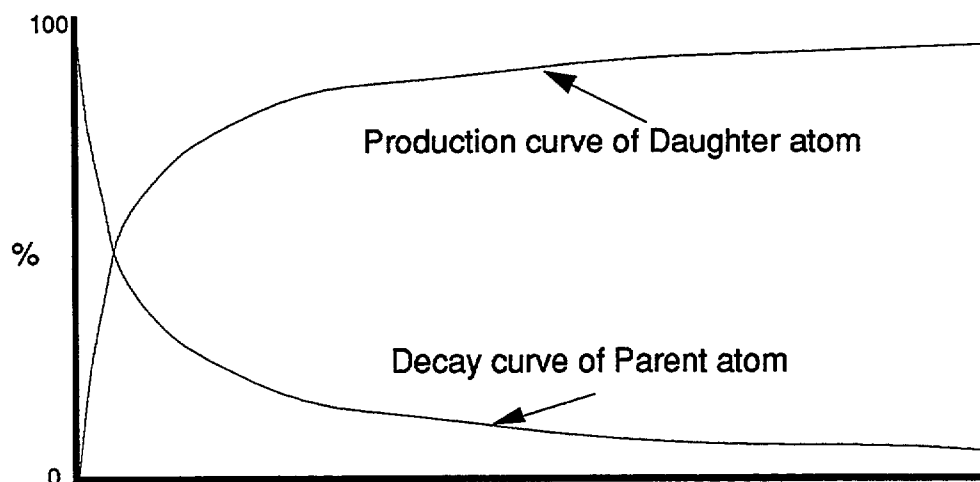 100
Production curve of Daughter atom
%
Decay curve of Parent atom
0